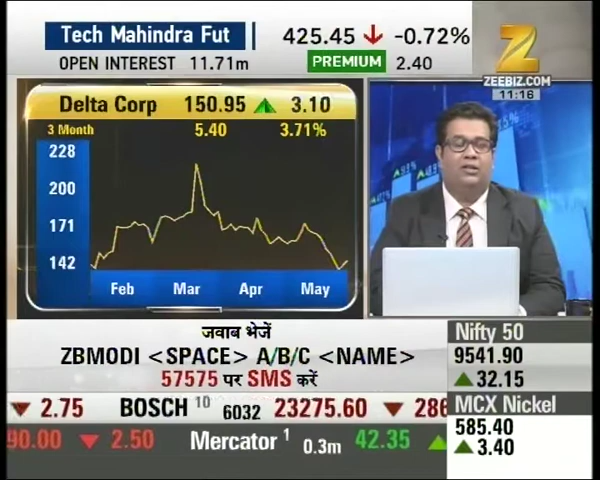 Tech Mahindra Fut 425.45 -0.72%
OPEN INTEREST 11.71m PREMIUM 2.40
Z
ZEEBIZ.COM
11:16
Delta Corp 150.95 3.10
3 Month 5.40 3.71%
228
200
171
142
Feb Mar Apr May
जवाब भेजें
ZBMODI <SPACE> A/B/C <NAME>
57575 पर SMS करें
Nifty 50
9541.90
32.15
2.75 BOSCH 10 6032 23275.60 286
MCX Nickel
585.40
3.40
90.00 2.50 Mercator 1 0.3m 42.35